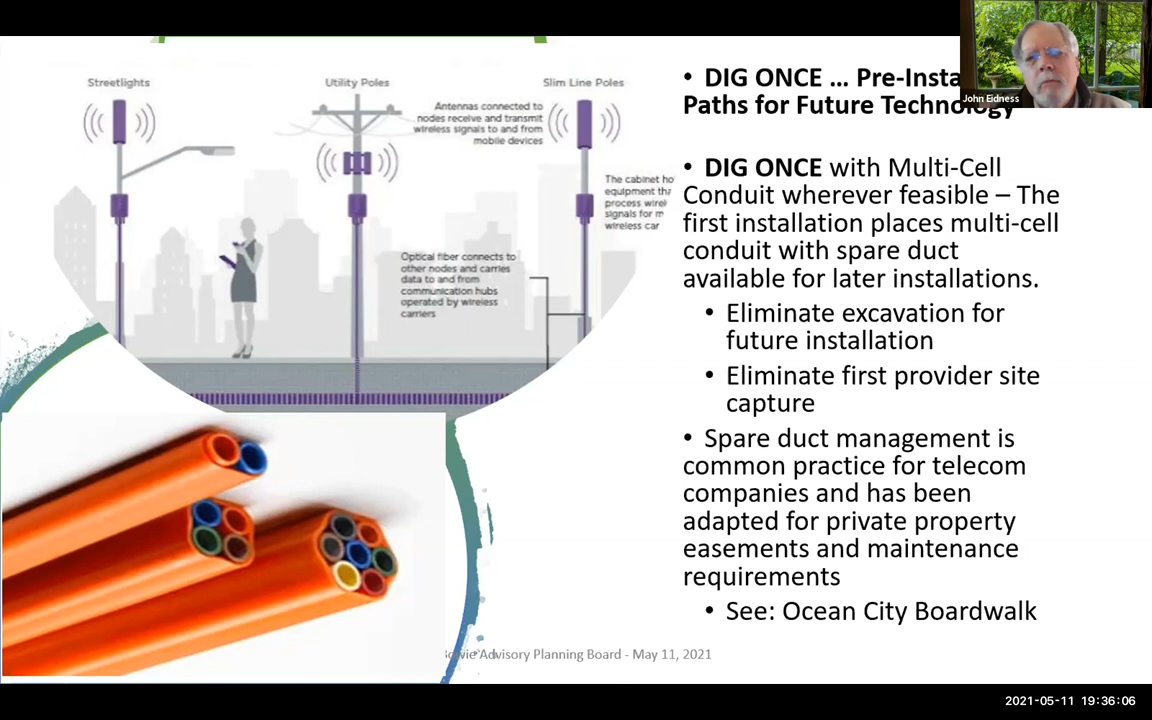 Streetlights
Utility Poles
Slim Line Poles
Antennas connected to
nodes receive and transmit
wireless signals to and from
mobile devices
The cabinet
equipment
process
signals for
wireless
Optical fiber connects to
other nodes and carries
data to and from
communication hubs
operated by wireless
carriers
John Eidness
• DIG ONCE ...
Paths for Future Technology
• DIG ONCE with Multi-Cell
Conduit wherever feasible – The
first installation places multi-cell
conduit with spare duct
available for later installations.
• Eliminate excavation for
future installation
• Eliminate first provider site
capture
• Spare duct management is
common practice for telecom
companies and has been
adapted for private property
easements and maintenance
requirements
• See: Ocean City Boardwalk
Advisory Planning Board - May 11, 2021
2021-05-11 19:36:06